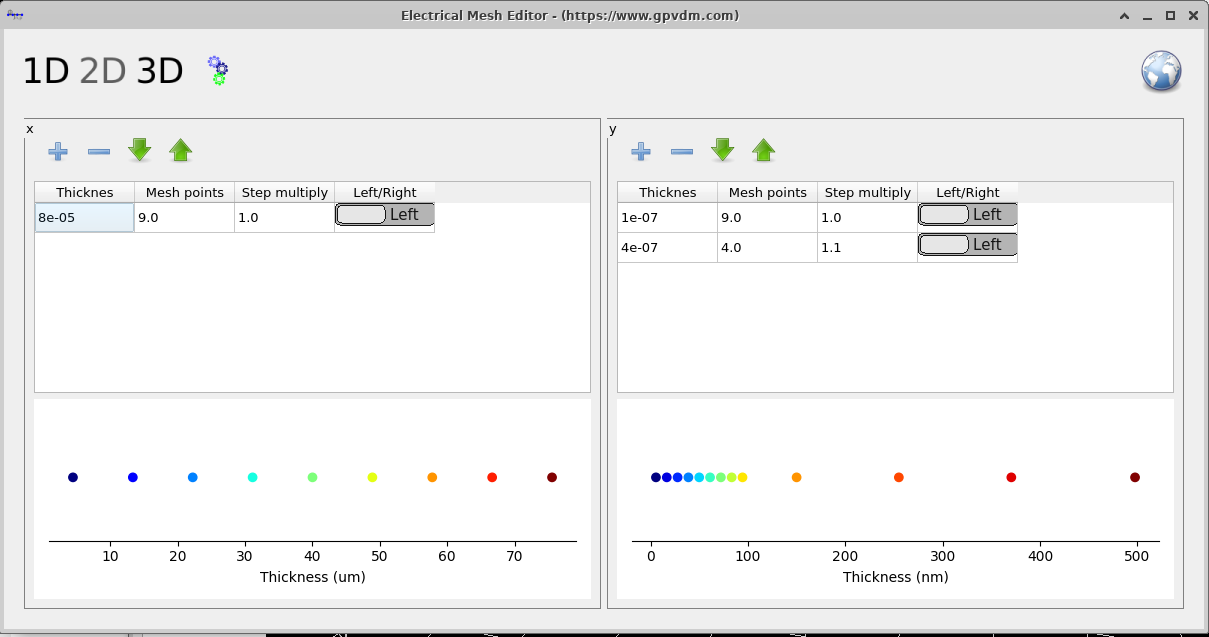 Electrical Mesh Editor - (https://www.gpvdm.com)
1D 2D 3D
x
Thicknes Mesh points Step multiply Left/Right
8e-05 9.0 1.0 Left
10 20 30 40 50 60 70
Thickness (um)
y
Thicknes Mesh points Step multiply Left/Right
1e-07 9.0 1.0 Left
4e-07 4.0 1.1 Left
0 100 200 300 400 500
Thickness (nm)